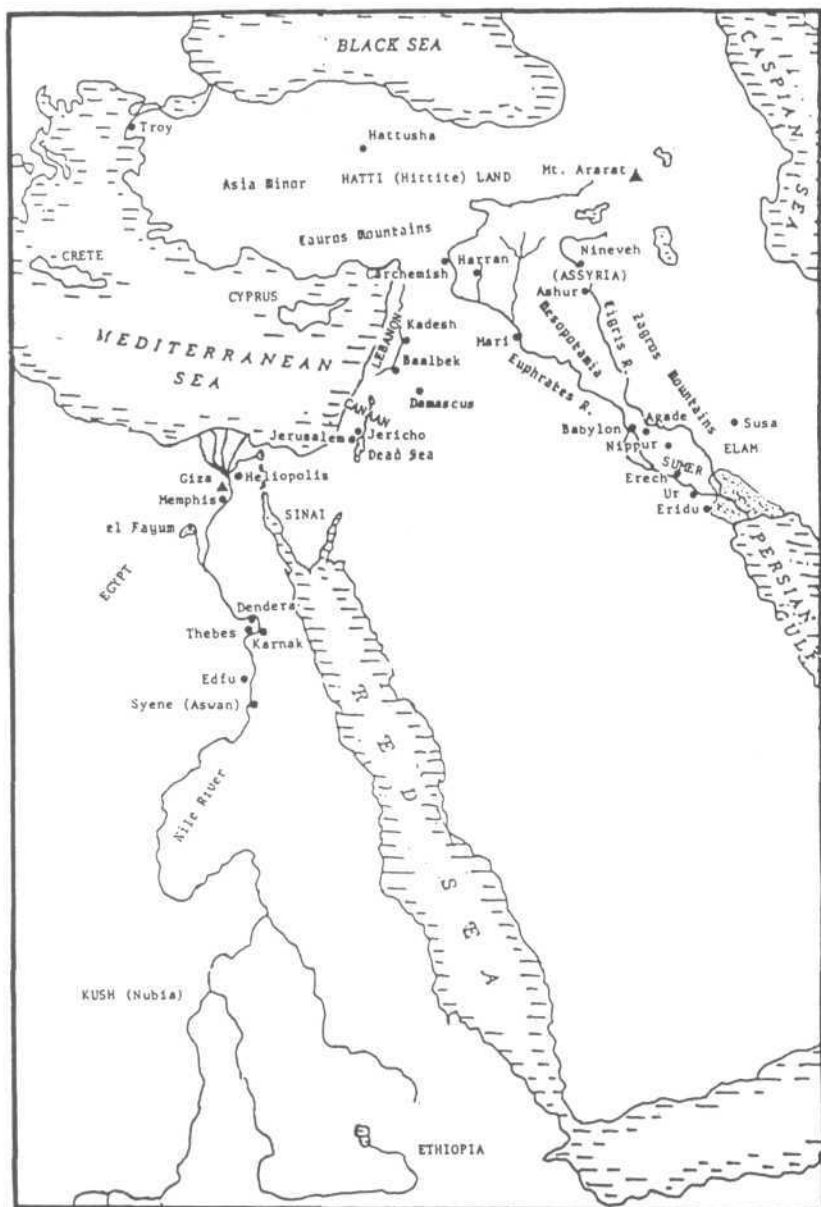 BLACK SEA
CASPIAN SEA
Troy
Hattusha
Mt. Ararat
Asia Minor
HATTI (Hittite) LAND
Tauros Mountains
CRETE
Carchemish
Harran
Nineveh
(ASSYRIA)
Ashur
CYPRUS
MEDITERRANEAN
SEA
LEBANON
Kadesh
Baalbek
Mari
Mesopotamia
Tigris R.
Zagros Mountains
Euphrates R.
Damascus
CANAAN
Jerusalem
Jericho
Dead Sea
Babylon
Agade
Susa
Nippur
ELAM
SUMER
Erech
Ur
Eridu
PERSIAN
GULF
Giza
Heliopolis
Memphis
SINAI
el Fayum
EGYPT
Dendera
Thebes
Karnak
Edfu
Syene (Aswan)
RED SEA
Nile River
KUSH (Nubia)
ETHIOPIA